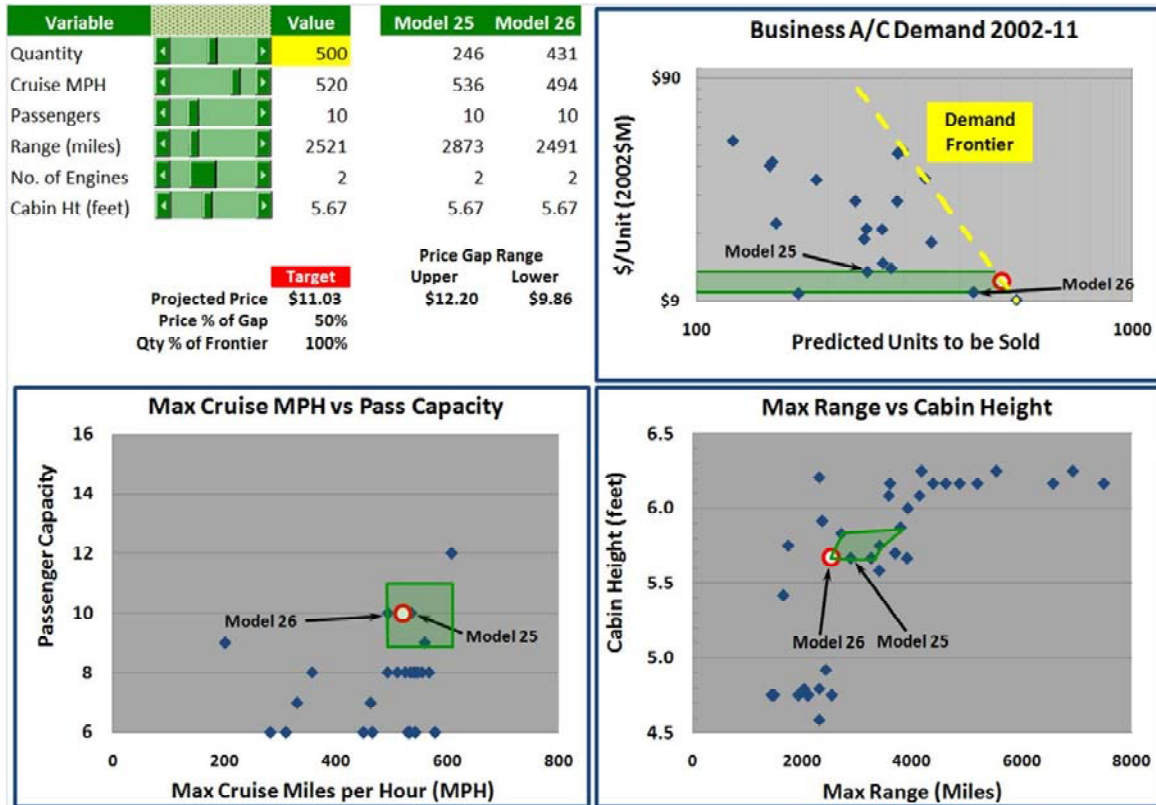 Variable Value Model 25 Model 26
Quantity 500 246 431
Cruise MPH 520 536 494
Passengers 10 10 10
Range (miles) 2521 2873 2491
No. of Engines 2 2 2
Cabin Ht (feet) 5.67 5.67 5.67
Price Gap Range
Target Upper Lower
Projected Price $11.03 $12.20 $9.86
Price % of Gap 50%
Qty % of Frontier 100%
Business A/C Demand 2002-11
$/Unit (2002$M)
$90
Demand
Frontier
Model 25
Model 26
$9
100 1000
Predicted Units to be Sold
Max Cruise MPH vs Pass Capacity
Passenger Capacity
16
14
12
10
8
6
Model 26
Model 25
0 200 400 600 800
Max Cruise Miles per Hour (MPH)
Max Range vs Cabin Height
Cabin Height (feet)
6.5
6.0
5.5
5.0
4.5
Model 26 Model 25
0 2000 4000 6000 8000
Max Range (Miles)